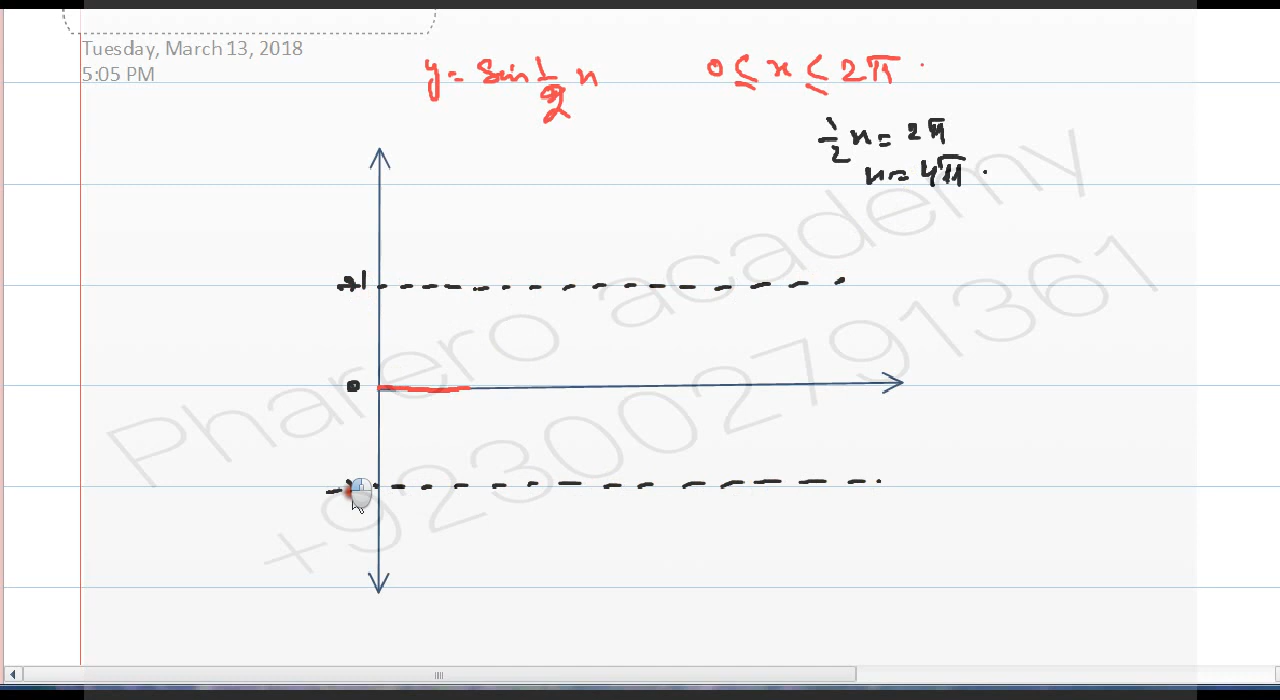 Tuesday, March 13, 2018
5:05 PM
y = Sin 1/2 x 0 ≤ x ≤ 2π
1/2 x = 2π
x = 4π
+1
0
Pharero academy
+923002791361